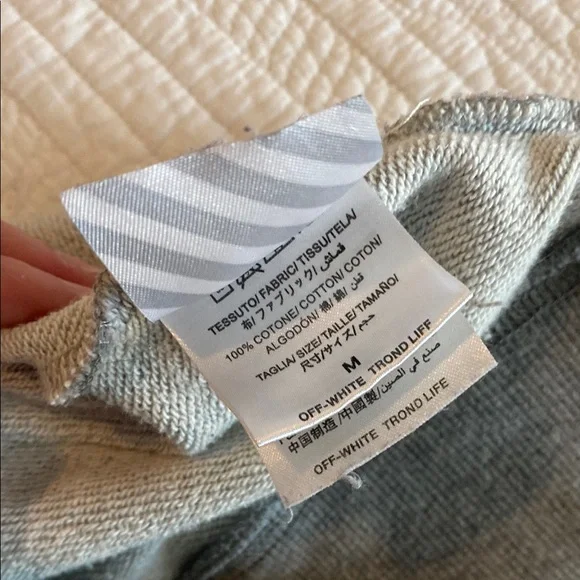 TESSUTO/FABRIC/TISSU/TELA/
布/ファブリック/قماش/
100% COTONE/COTTON/COTON/
ALGODÓN/棉/綿/قطن
TAGLIA/SIZE/TAILLE/TAMAÑO/
尺寸/サイズ/حجم
M
OFF-WHITE TROND LIFF
中国制造/中國製/صنع في الصين
OFF-WHITE TROND LIFE